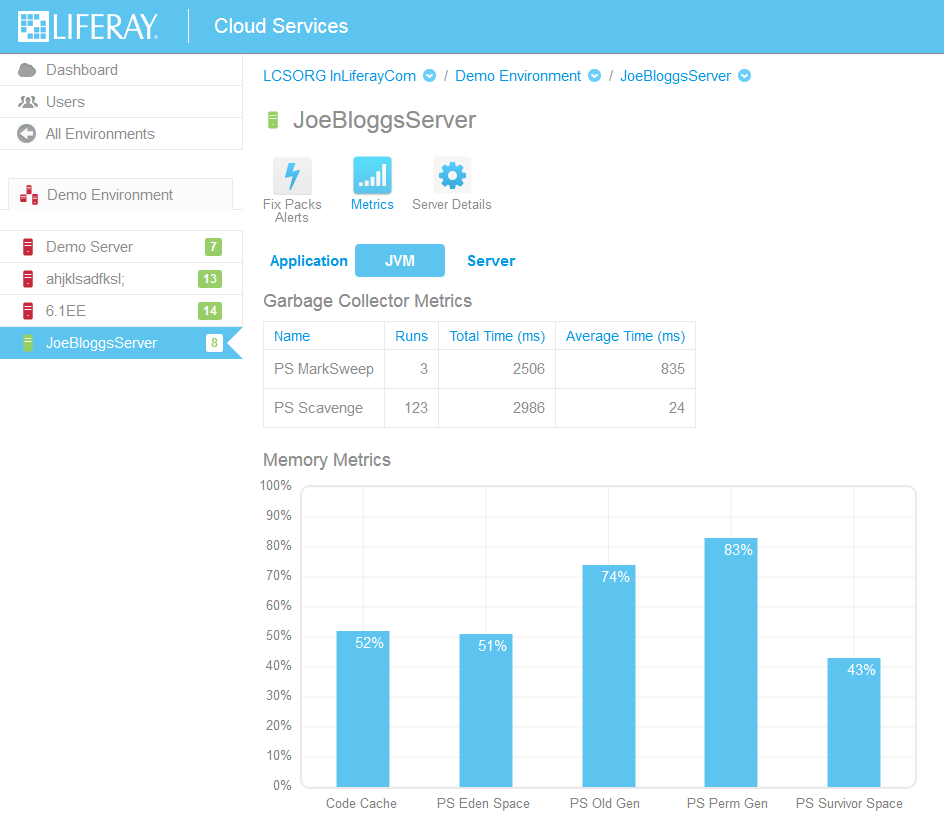 LIFERAY. Cloud Services
Dashboard
Users
All Environments
Demo Environment
Demo Server 7
ahjklsadfksl; 13
6.1EE 14
JoeBloggsServer 8
LCSORG InLiferayCom / Demo Environment / JoeBloggsServer
JoeBloggsServer
Fix Packs Alerts
Metrics
Server Details
Application JVM Server
Garbage Collector Metrics
Name Runs Total Time (ms) Average Time (ms)
PS MarkSweep 3 2506 835
PS Scavenge 123 2986 24
Memory Metrics
100%
90%
80%
70%
60%
50%
40%
30%
20%
10%
0%
52%
51%
74%
83%
43%
Code Cache PS Eden Space PS Old Gen PS Perm Gen PS Survivor Space